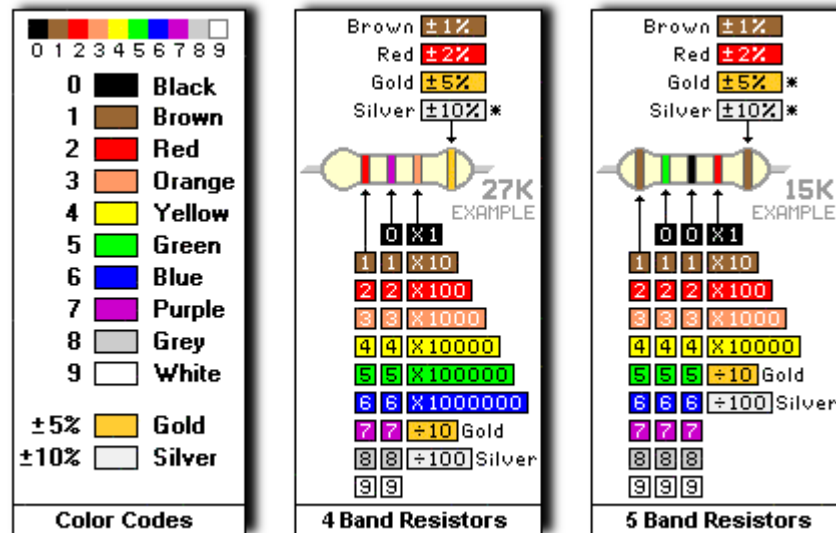 0 1 2 3 4 5 6 7 8 9
0 Black
1 Brown
2 Red
3 Orange
4 Yellow
5 Green
6 Blue
7 Purple
8 Grey
9 White
±5% Gold
±10% Silver
Color Codes
Brown ±1%
Red ±2%
Gold ±5%
Silver ±10% *
27K
EXAMPLE
0 X1
1 1 X10
2 2 X100
3 3 X1000
4 4 X10000
5 5 X100000
6 6 X1000000
7 7 ÷10 Gold
8 8 ÷100 Silver
9 9
4 Band Resistors
Brown ±1%
Red ±2%
Gold ±5% *
Silver ±10% *
15K
EXAMPLE
0 0 X1
1 1 1 X10
2 2 2 X100
3 3 3 X1000
4 4 4 X10000
5 5 5 ÷10 Gold
6 6 6 ÷100 Silver
7 7 7
8 8 8
9 9 9
5 Band Resistors